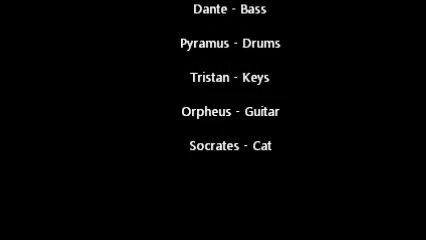 Dante - Bass
Pyramus - Drums
Tristan - Keys
Orpheus - Guitar
Socrates - Cat